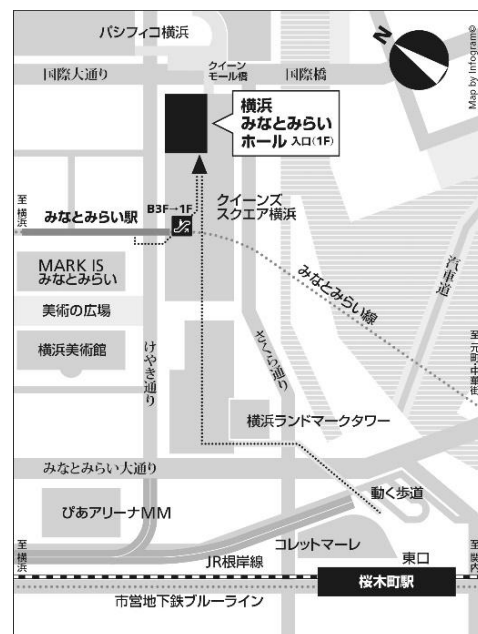 パシフィコ横浜
国際大通り
クイーン
モール橋
国際橋
N
Map by Infogram©
横浜
みなとみらい
ホール 入口(1F)
至横浜
みなとみらい駅
B3F→1F
クイーンズ
スクエア横浜
MARK IS
みなとみらい
美術の広場
横浜美術館
けやき通り
さくら通り
みなとみらい線
汽車道
至元町・中華街
横浜ランドマークタワー
みなとみらい大通り
動く歩道
ぴあアリーナMM
コレットマーレ
至横浜
JR根岸線
東口
至関内
桜木町駅
市営地下鉄ブルーライン